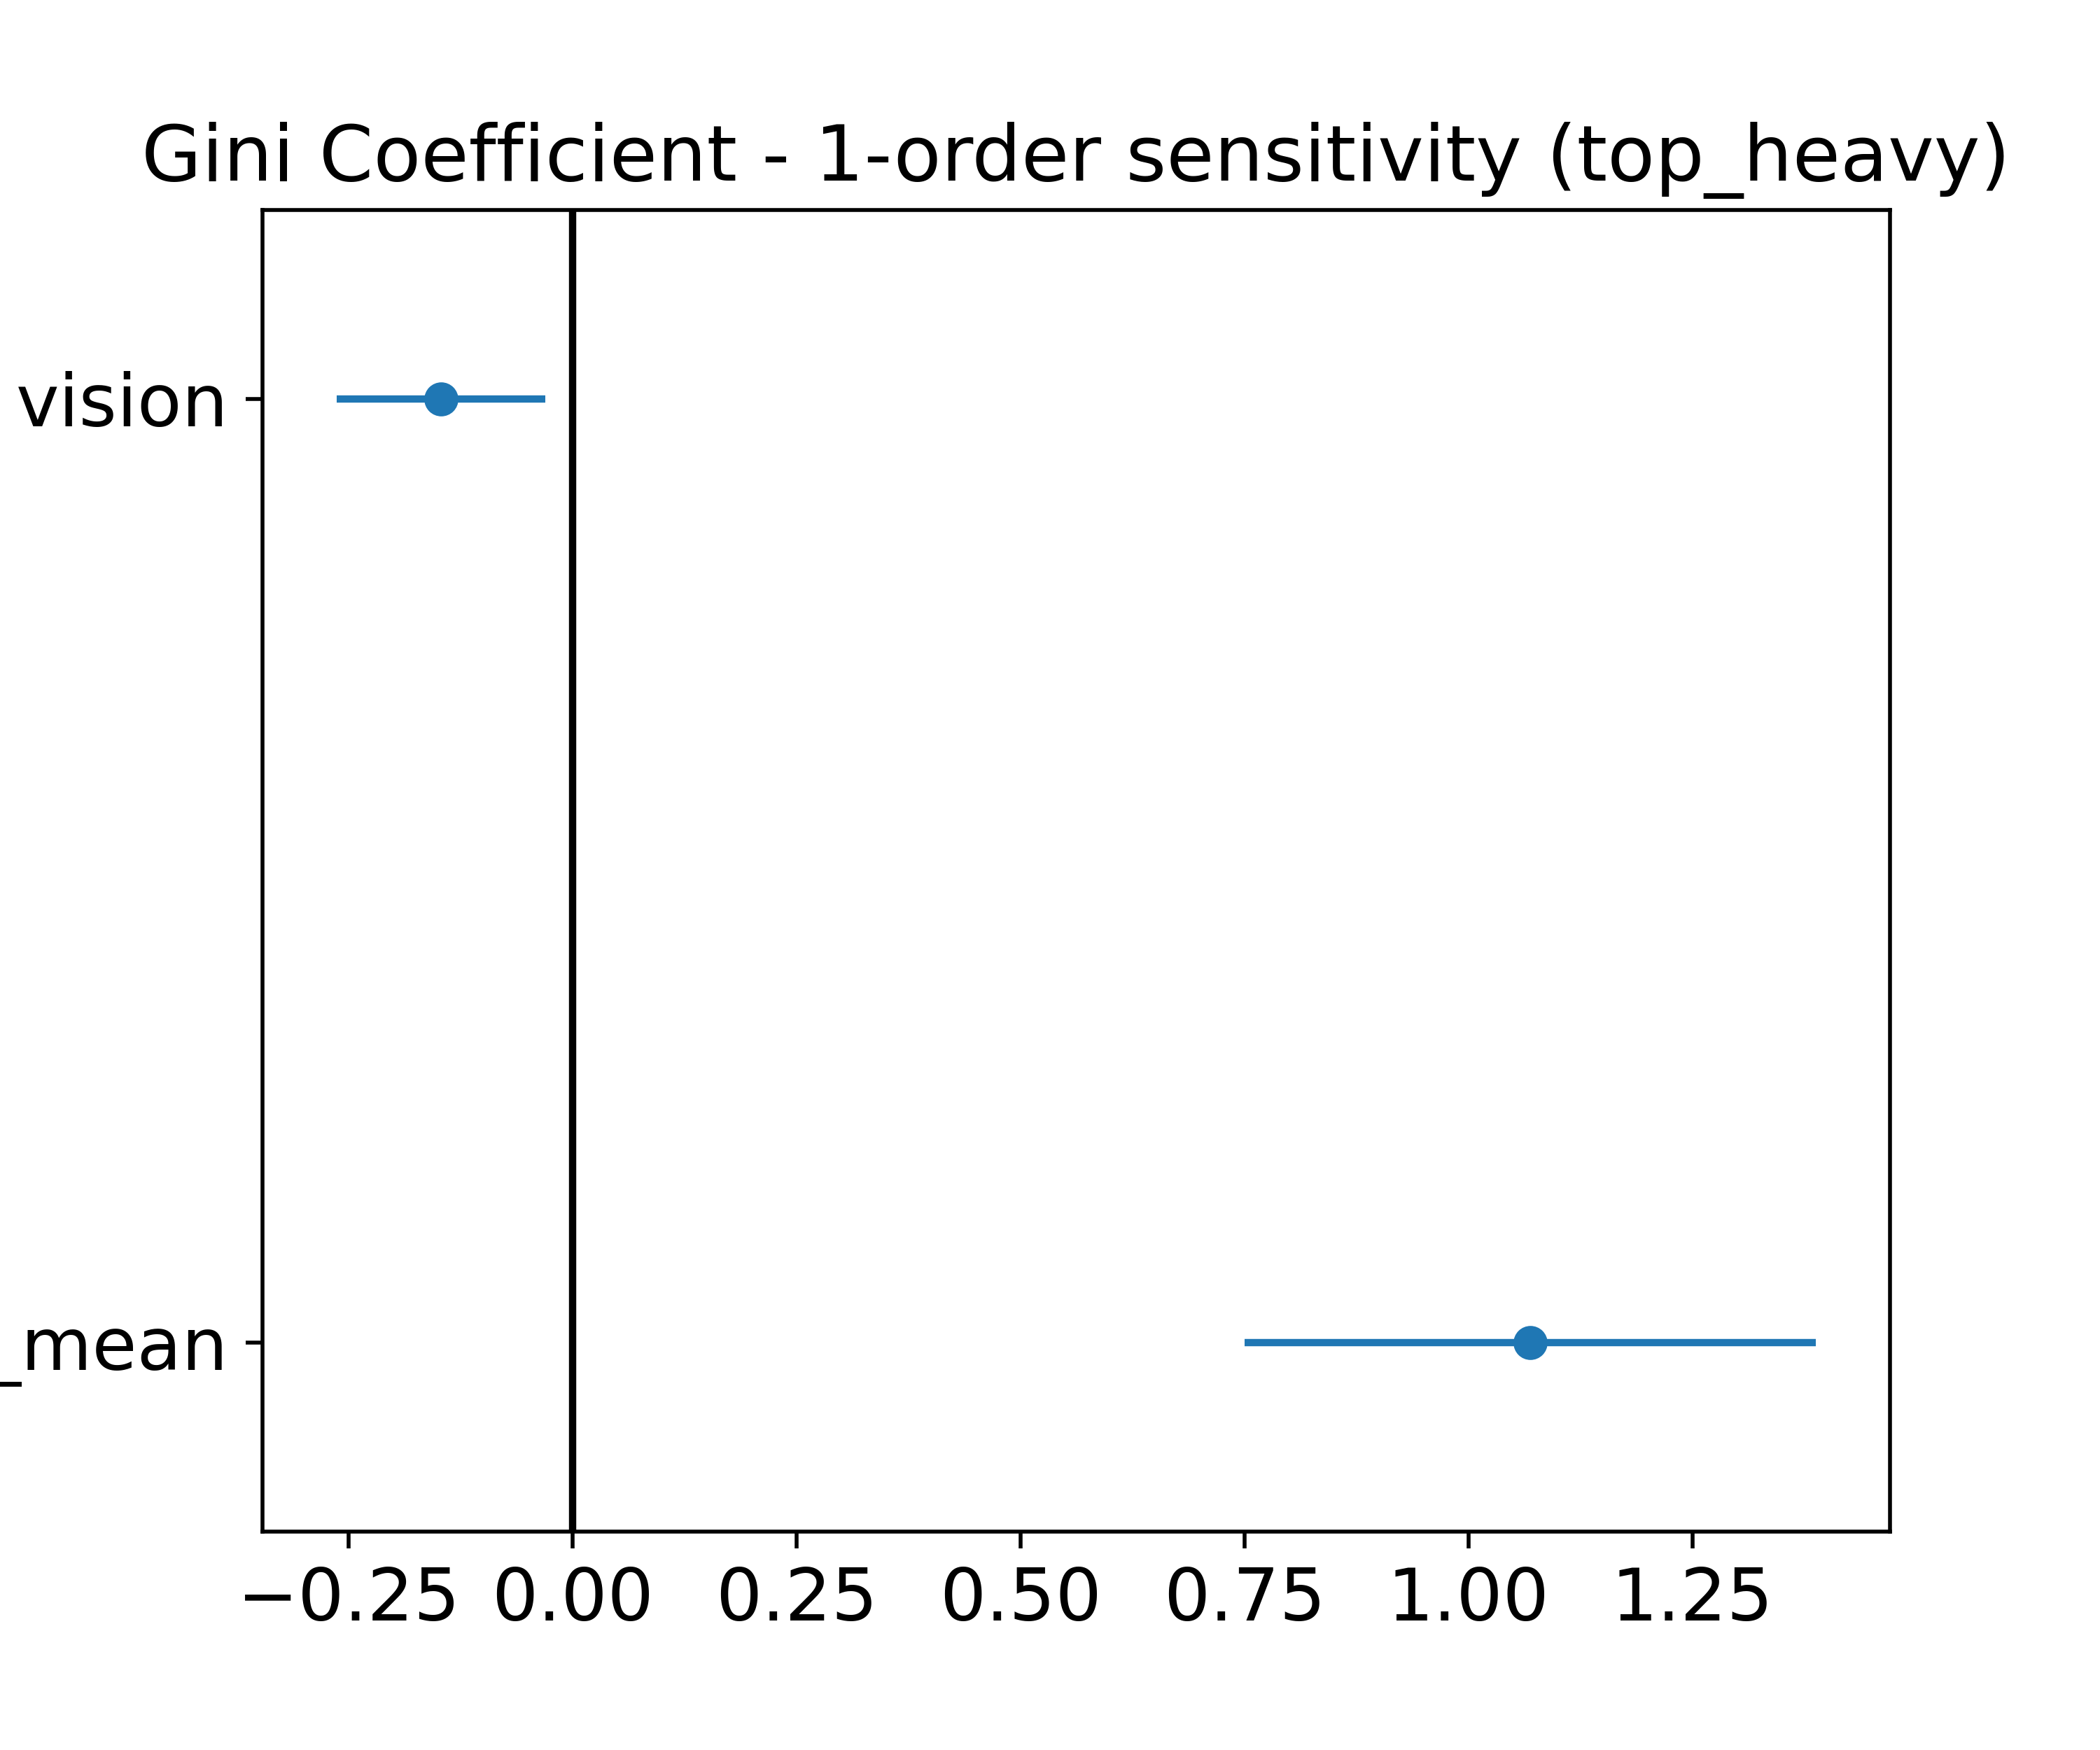 Gini Coefficient - 1-order sensitivity (top_heavy)
vision
_mean
−0.25 0.00 0.25 0.50 0.75 1.00 1.25